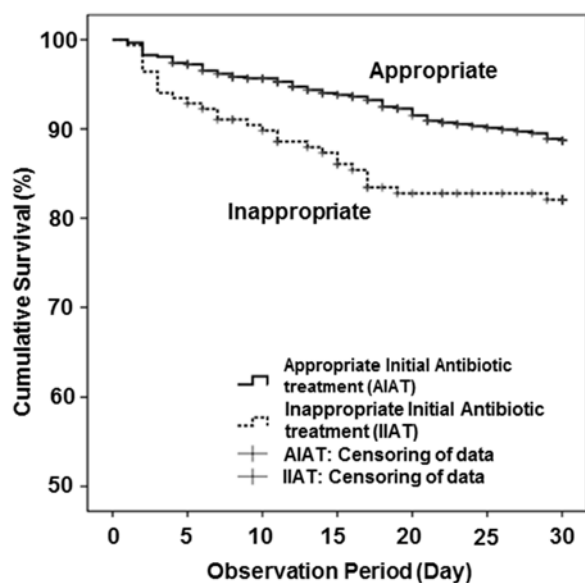 Cumulative Survival (%)
100
90
80
70
60
50
Appropriate
Inappropriate
Appropriate Initial Antibiotic
treatment (AIAT)
Inappropriate Initial Antibiotic
treatment (IIAT)
AIAT: Censoring of data
IIAT: Censoring of data
0 5 10 15 20 25 30
Observation Period (Day)